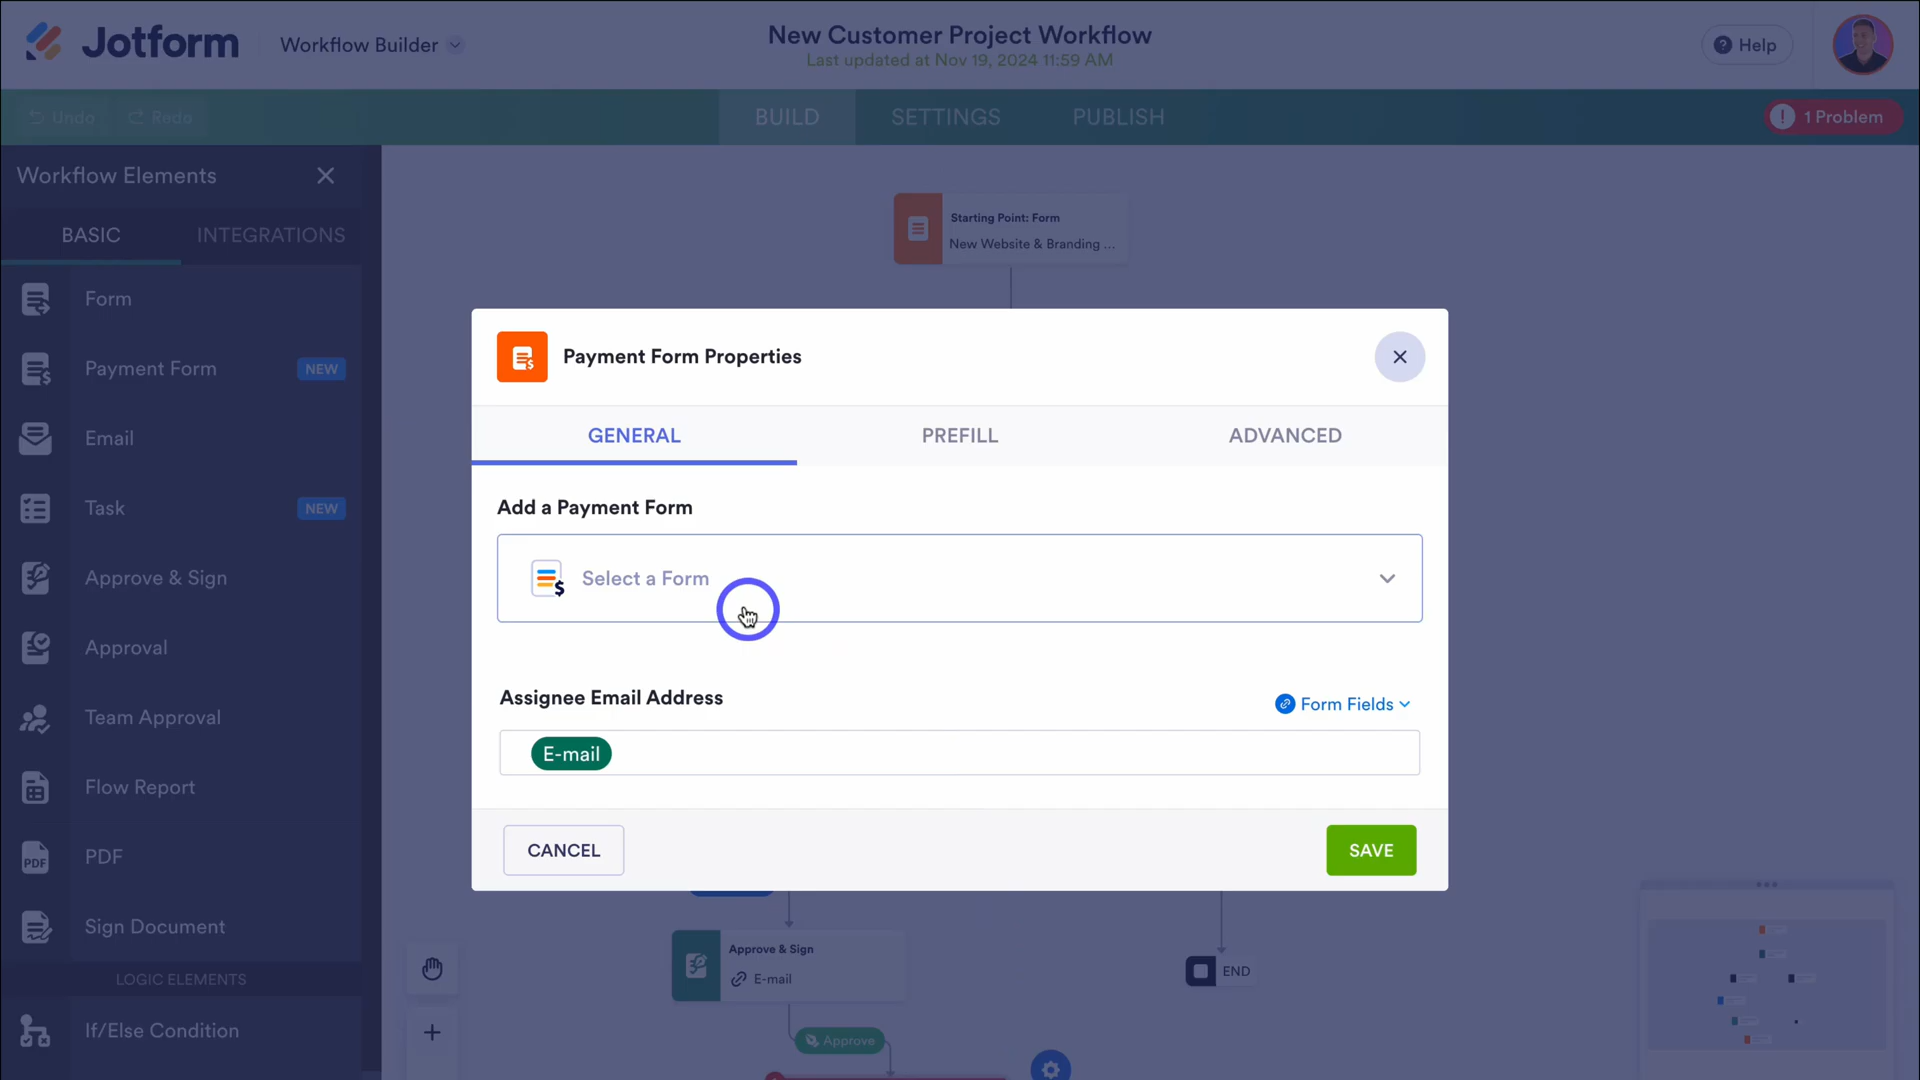 Jotform
Workflow Builder
New Customer Project Workflow
Last updated at Nov 19, 2024 11:59 AM
? Help
Undo
Redo
BUILD
SETTINGS
PUBLISH
! 1 Problem
Workflow Elements
BASIC
INTEGRATIONS
Form
Payment Form
NEW
Email
Task
NEW
Approve & Sign
Approval
Team Approval
Flow Report
PDF
PDF
Sign Document
LOGIC ELEMENTS
If/Else Condition
Starting Point: Form
New Website & Branding ...
Payment Form Properties
GENERAL
PREFILL
ADVANCED
Add a Payment Form
$ Select a Form
Assignee Email Address
Form Fields
E-mail
CANCEL
SAVE
Approve & Sign
E-mail
Approve
END